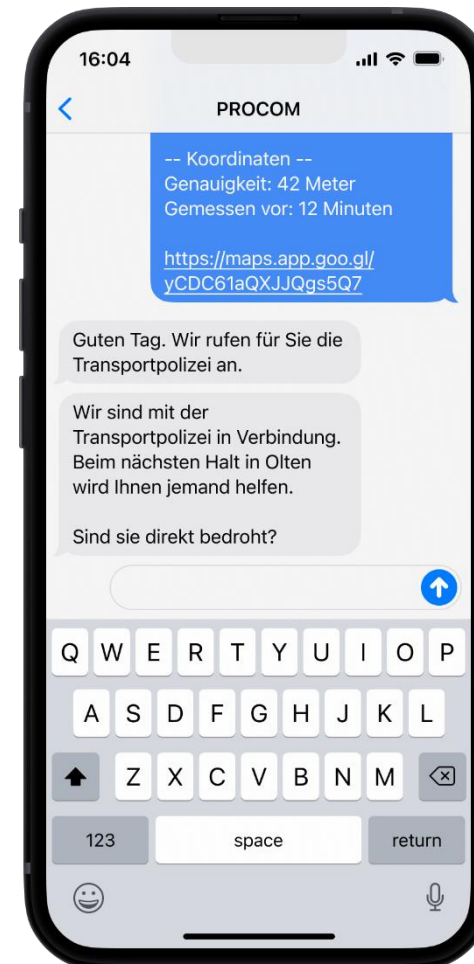 16:04
PROCOM
-- Koordinaten --
Genauigkeit: 42 Meter
Gemessen vor: 12 Minuten
https://maps.app.goo.gl/
yCDC61aQXJJQgs5Q7
Guten Tag. Wir rufen für Sie die
Transportpolizei an.
Wir sind mit der
Transportpolizei in Verbindung.
Beim nächsten Halt in Olten
wird Ihnen jemand helfen.
Sind sie direkt bedroht?
Q W E R T Y U I O P
A S D F G H J K L
Z X C V B N M
123 space return